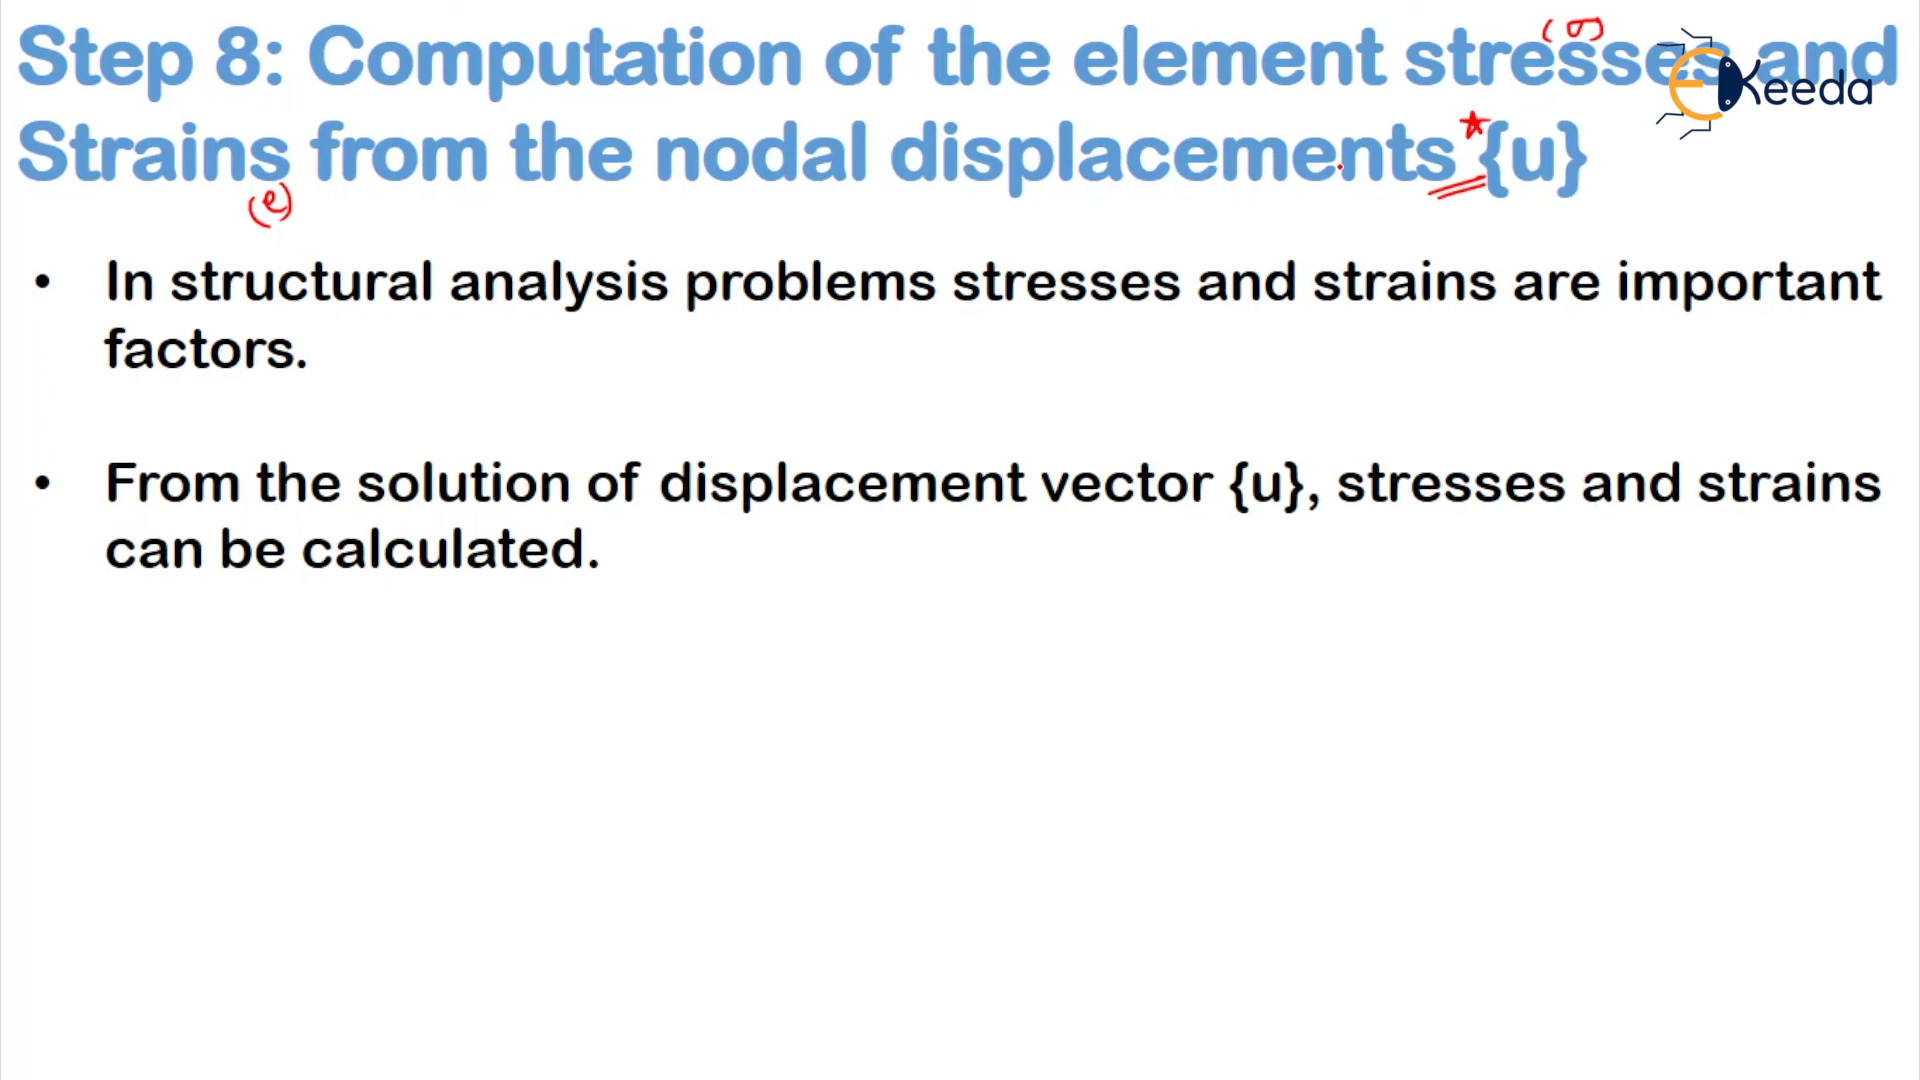 (σ)
Step 8: Computation of the element stresses and
EKeeda
Strains from the nodal displacements *{u}
(e)
• In structural analysis problems stresses and strains are important
factors.
• From the solution of displacement vector {u}, stresses and strains
can be calculated.